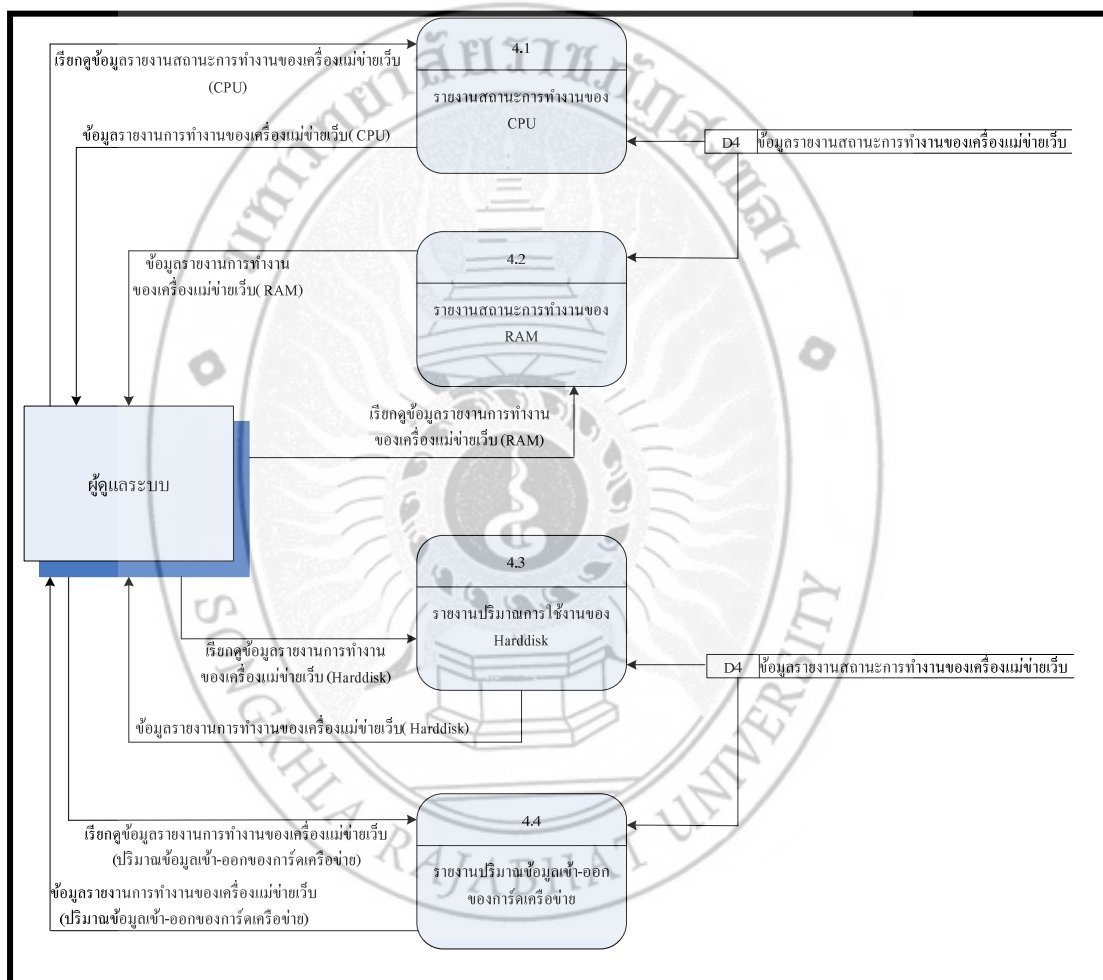 4.1
รายงานสถานะการทำงานของ
CPU
เรียกดูข้อมูลรายงานสถานะการทำงานของเครื่องแม่ข่ายเว็บ
(CPU)
ข้อมูลรายงานการทำงานของเครื่องแม่ข่ายเว็บ( CPU)
D4 ข้อมูลรายงานสถานะการทำงานของเครื่องแม่ข่ายเว็บ
4.2
รายงานสถานะการทำงานของ
RAM
ข้อมูลรายงานการทำงาน
ของเครื่องแม่ข่ายเว็บ( RAM)
เรียกดูข้อมูลรายงานการทำงาน
ของเครื่องแม่ข่ายเว็บ (RAM)
ผู้ดูแลระบบ
4.3
รายงานปริมาณการใช้งานของ
Harddisk
เรียกดูข้อมูลรายงานการทำงาน
ของเครื่องแม่ข่ายเว็บ (Harddisk)
D4 ข้อมูลรายงานสถานะการทำงานของเครื่องแม่ข่ายเว็บ
ข้อมูลรายงานการทำงานของเครื่องแม่ข่ายเว็บ( Harddisk)
4.4
รายงานปริมาณข้อมูลเข้า-ออก
ของการ์ดเครือข่าย
เรียกดูข้อมูลรายงานการทำงานของเครื่องแม่ข่ายเว็บ
(ปริมาณข้อมูลเข้า-ออกของการ์ดเครือข่าย)
ข้อมูลรายงานการทำงานของเครื่องแม่ข่ายเว็บ
(ปริมาณข้อมูลเข้า-ออกของการ์ดเครือข่าย)
มหาวิทยาลัยราชภัฏสงขลา
SONGKHLA RAJABHAT UNIVERSITY